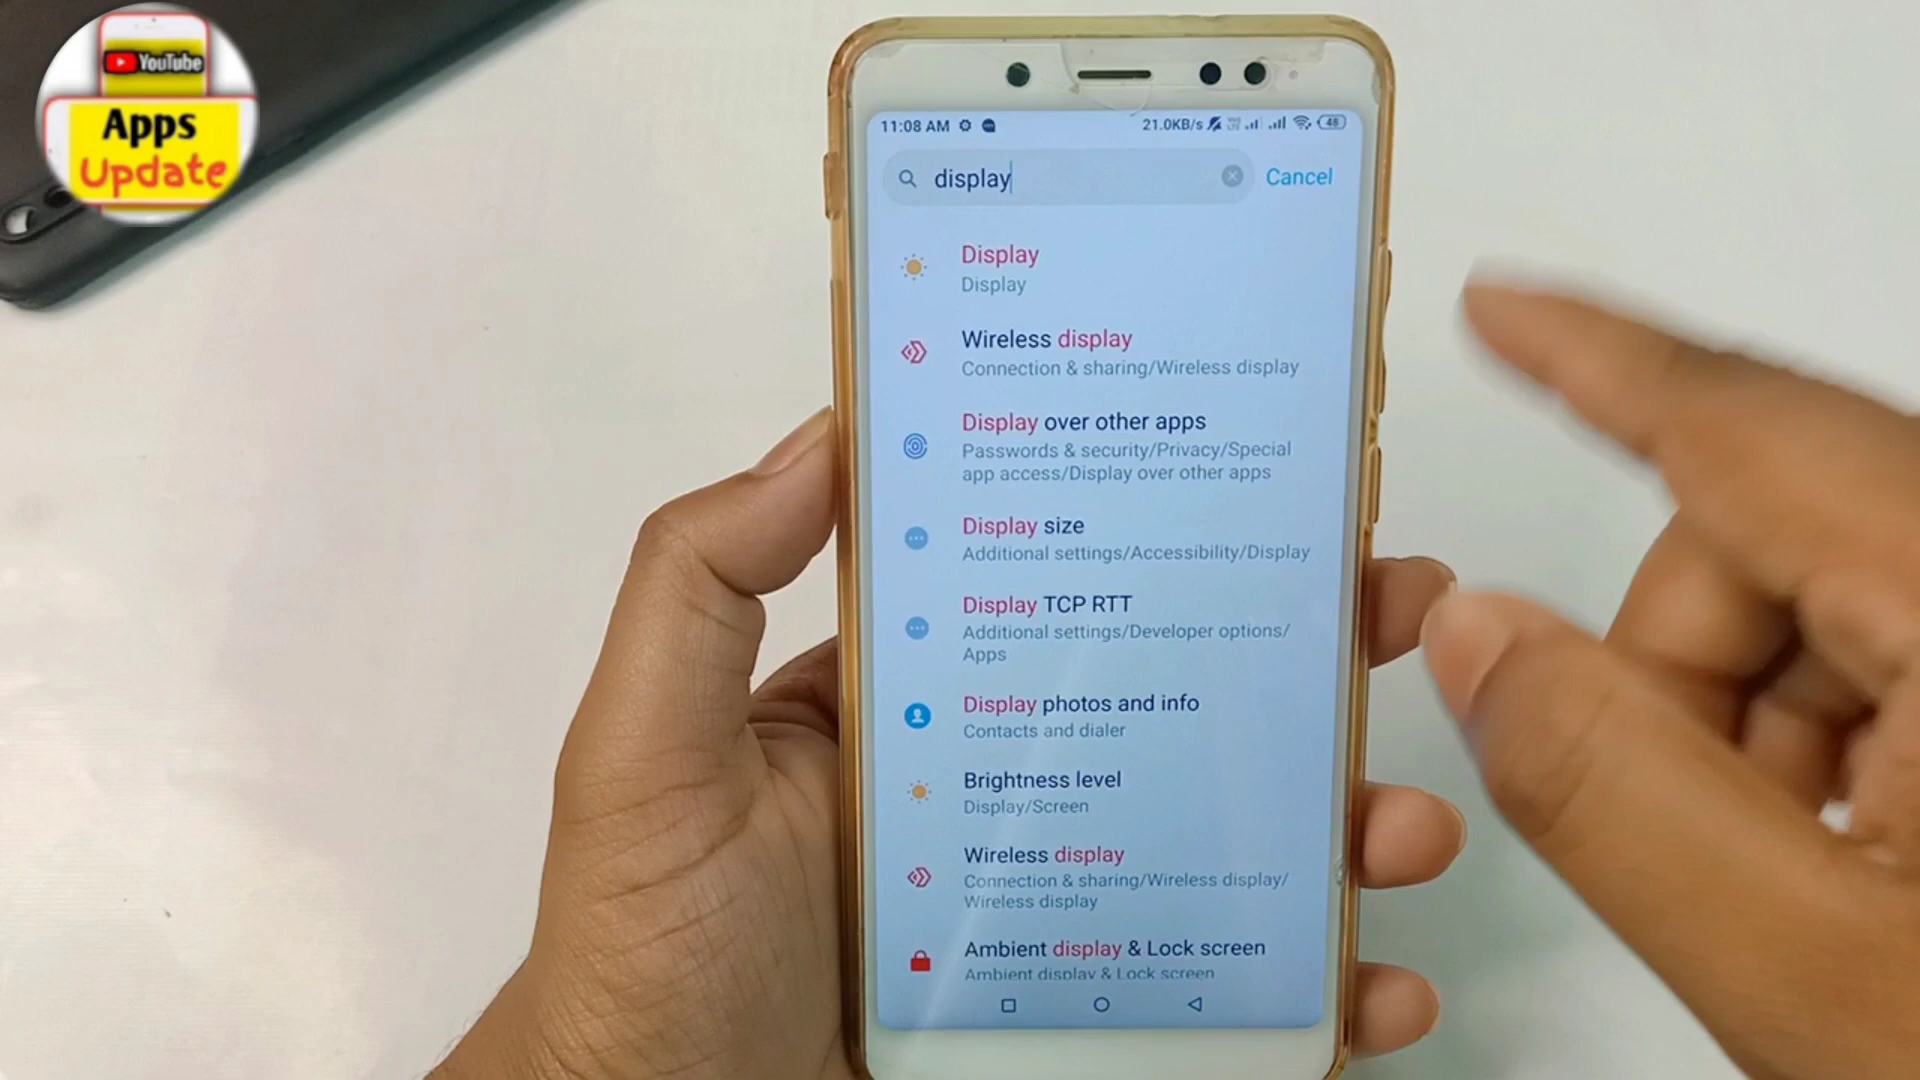 YouTube
Apps
Update
11:08 AM
21.0KB/s
48
display
Cancel
Display
Display
Wireless display
Connection & sharing/Wireless display
Display over other apps
Passwords & security/Privacy/Special
app access/Display over other apps
Display size
Additional settings/Accessibility/Display
Display TCP RTT
Additional settings/Developer options/
Apps
Display photos and info
Contacts and dialer
Brightness level
Display/Screen
Wireless display
Connection & sharing/Wireless display/
Wireless display
Ambient display & Lock screen
Ambient display & Lock screen